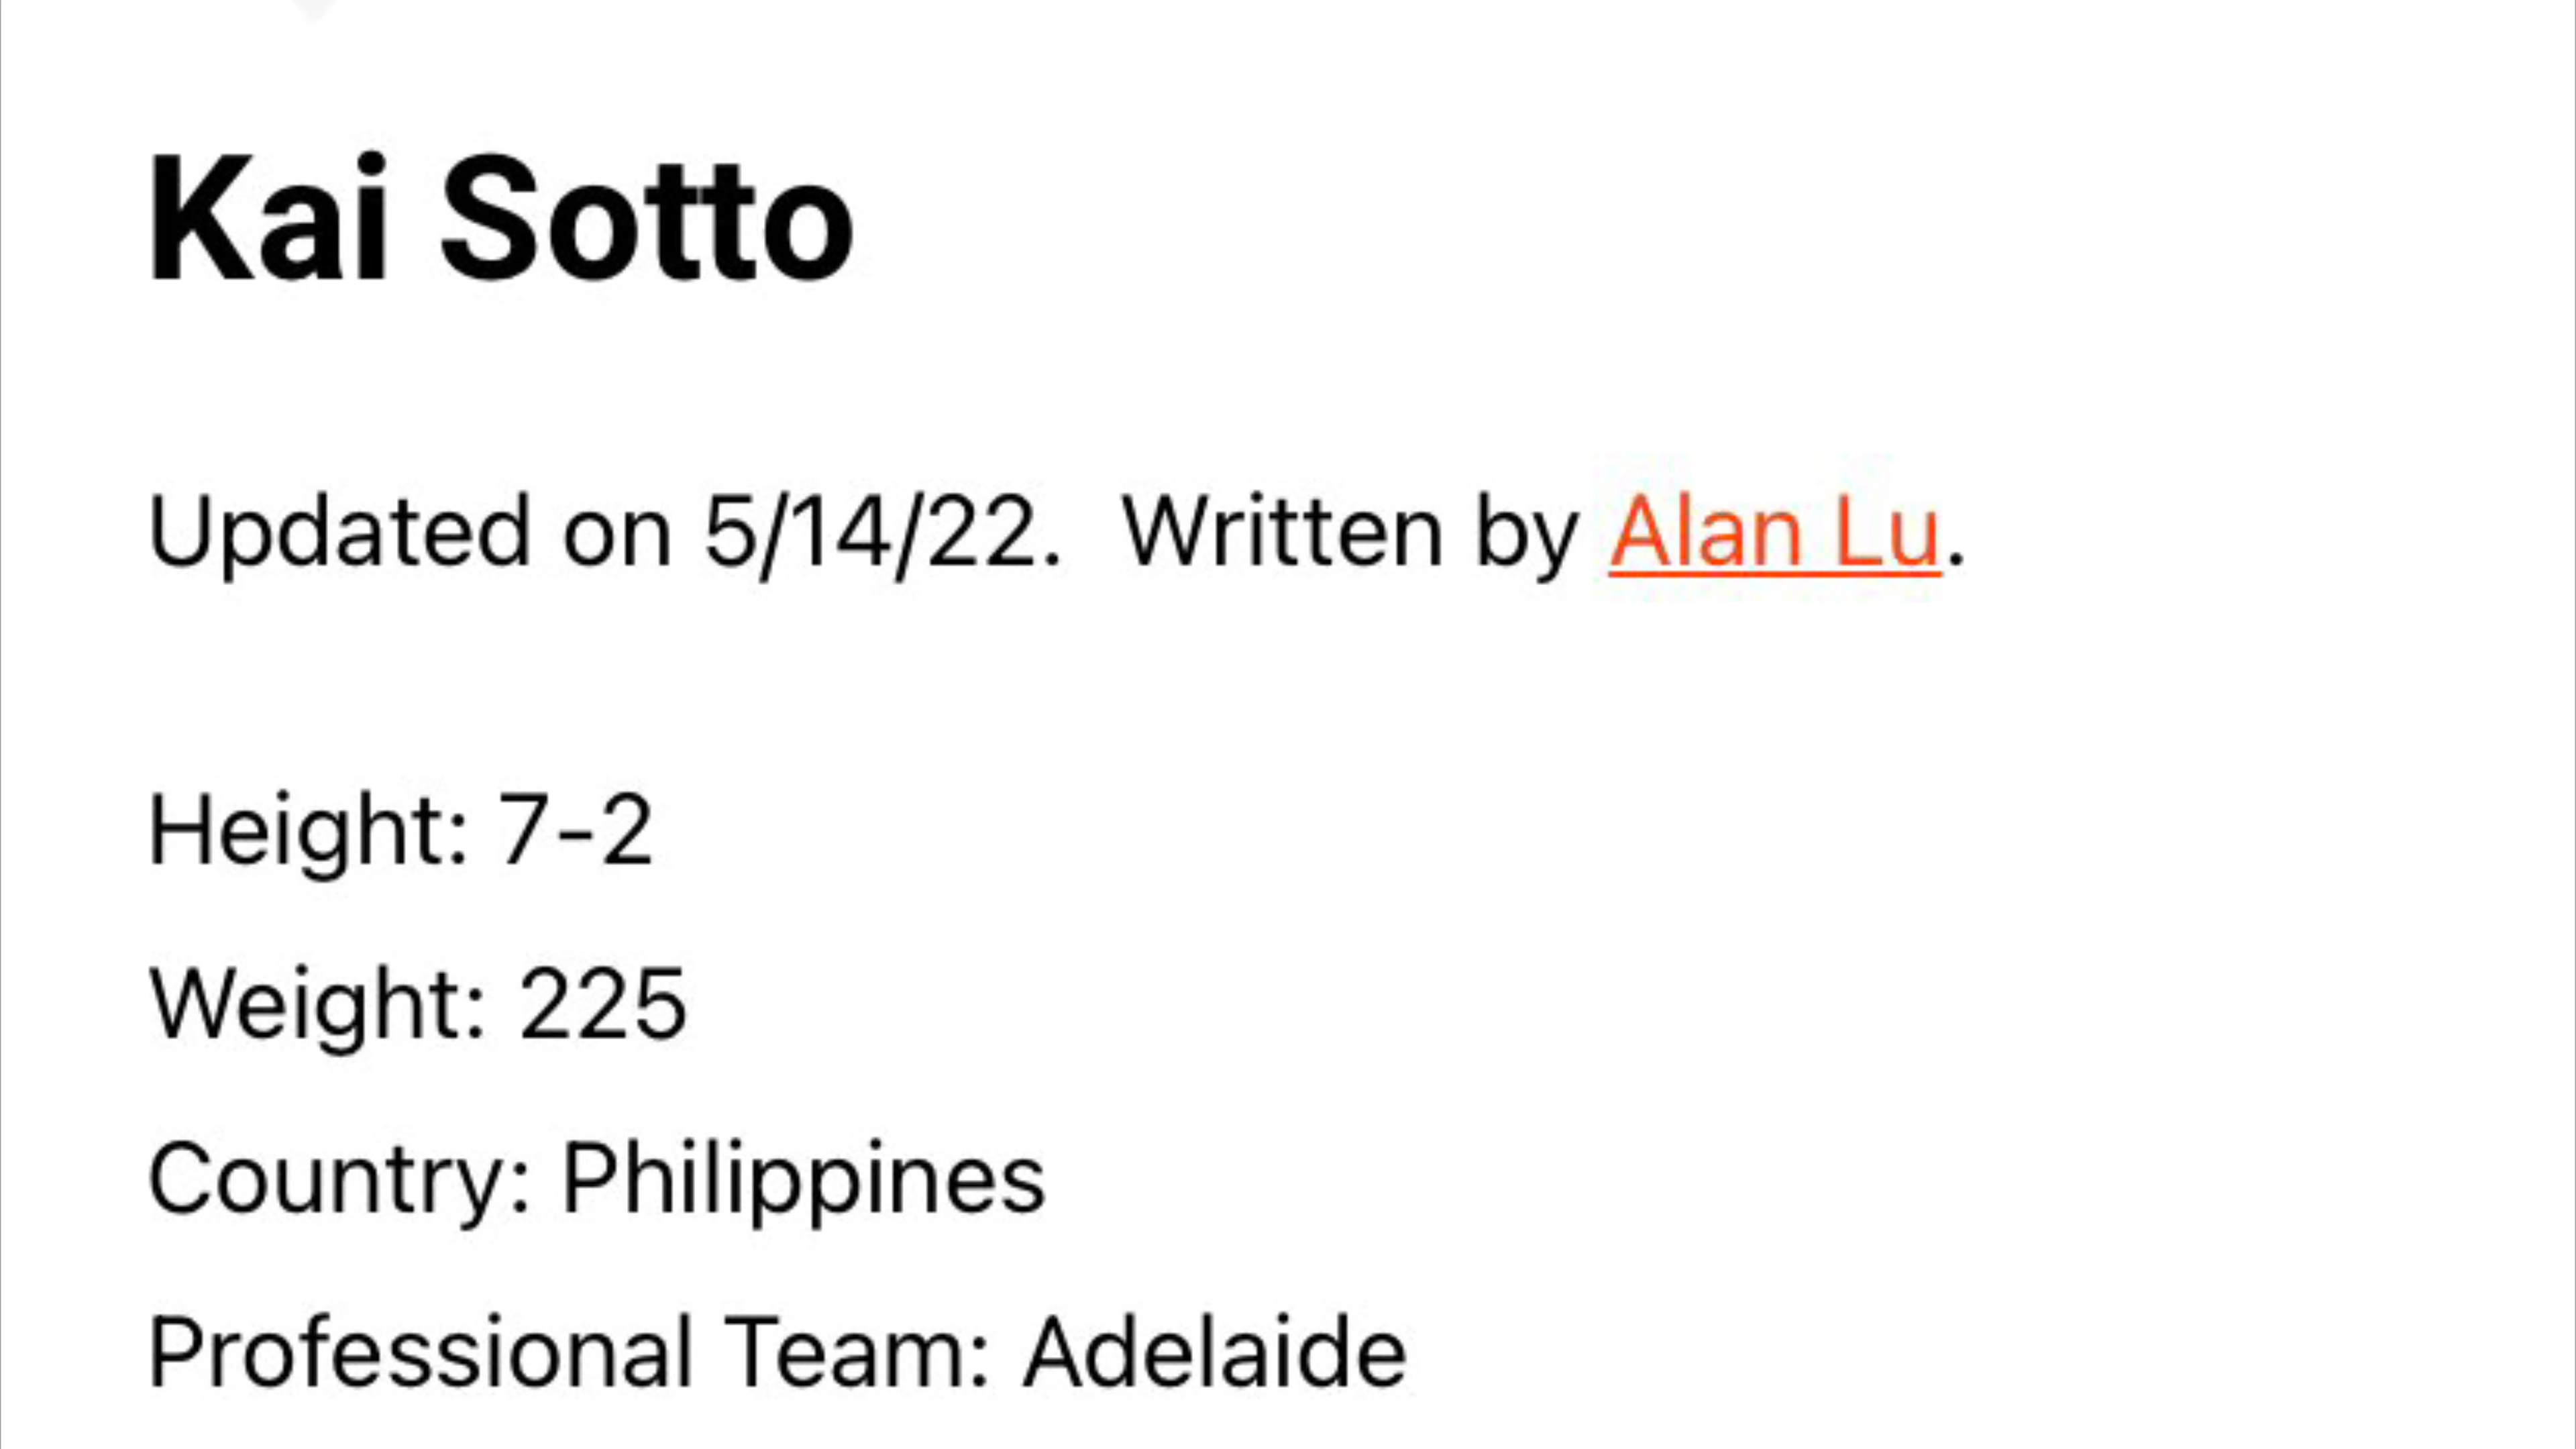 Kai Sotto
Updated on 5/14/22.  Written by Alan Lu.
Height: 7-2
Weight: 225
Country: Philippines
Professional Team: Adelaide